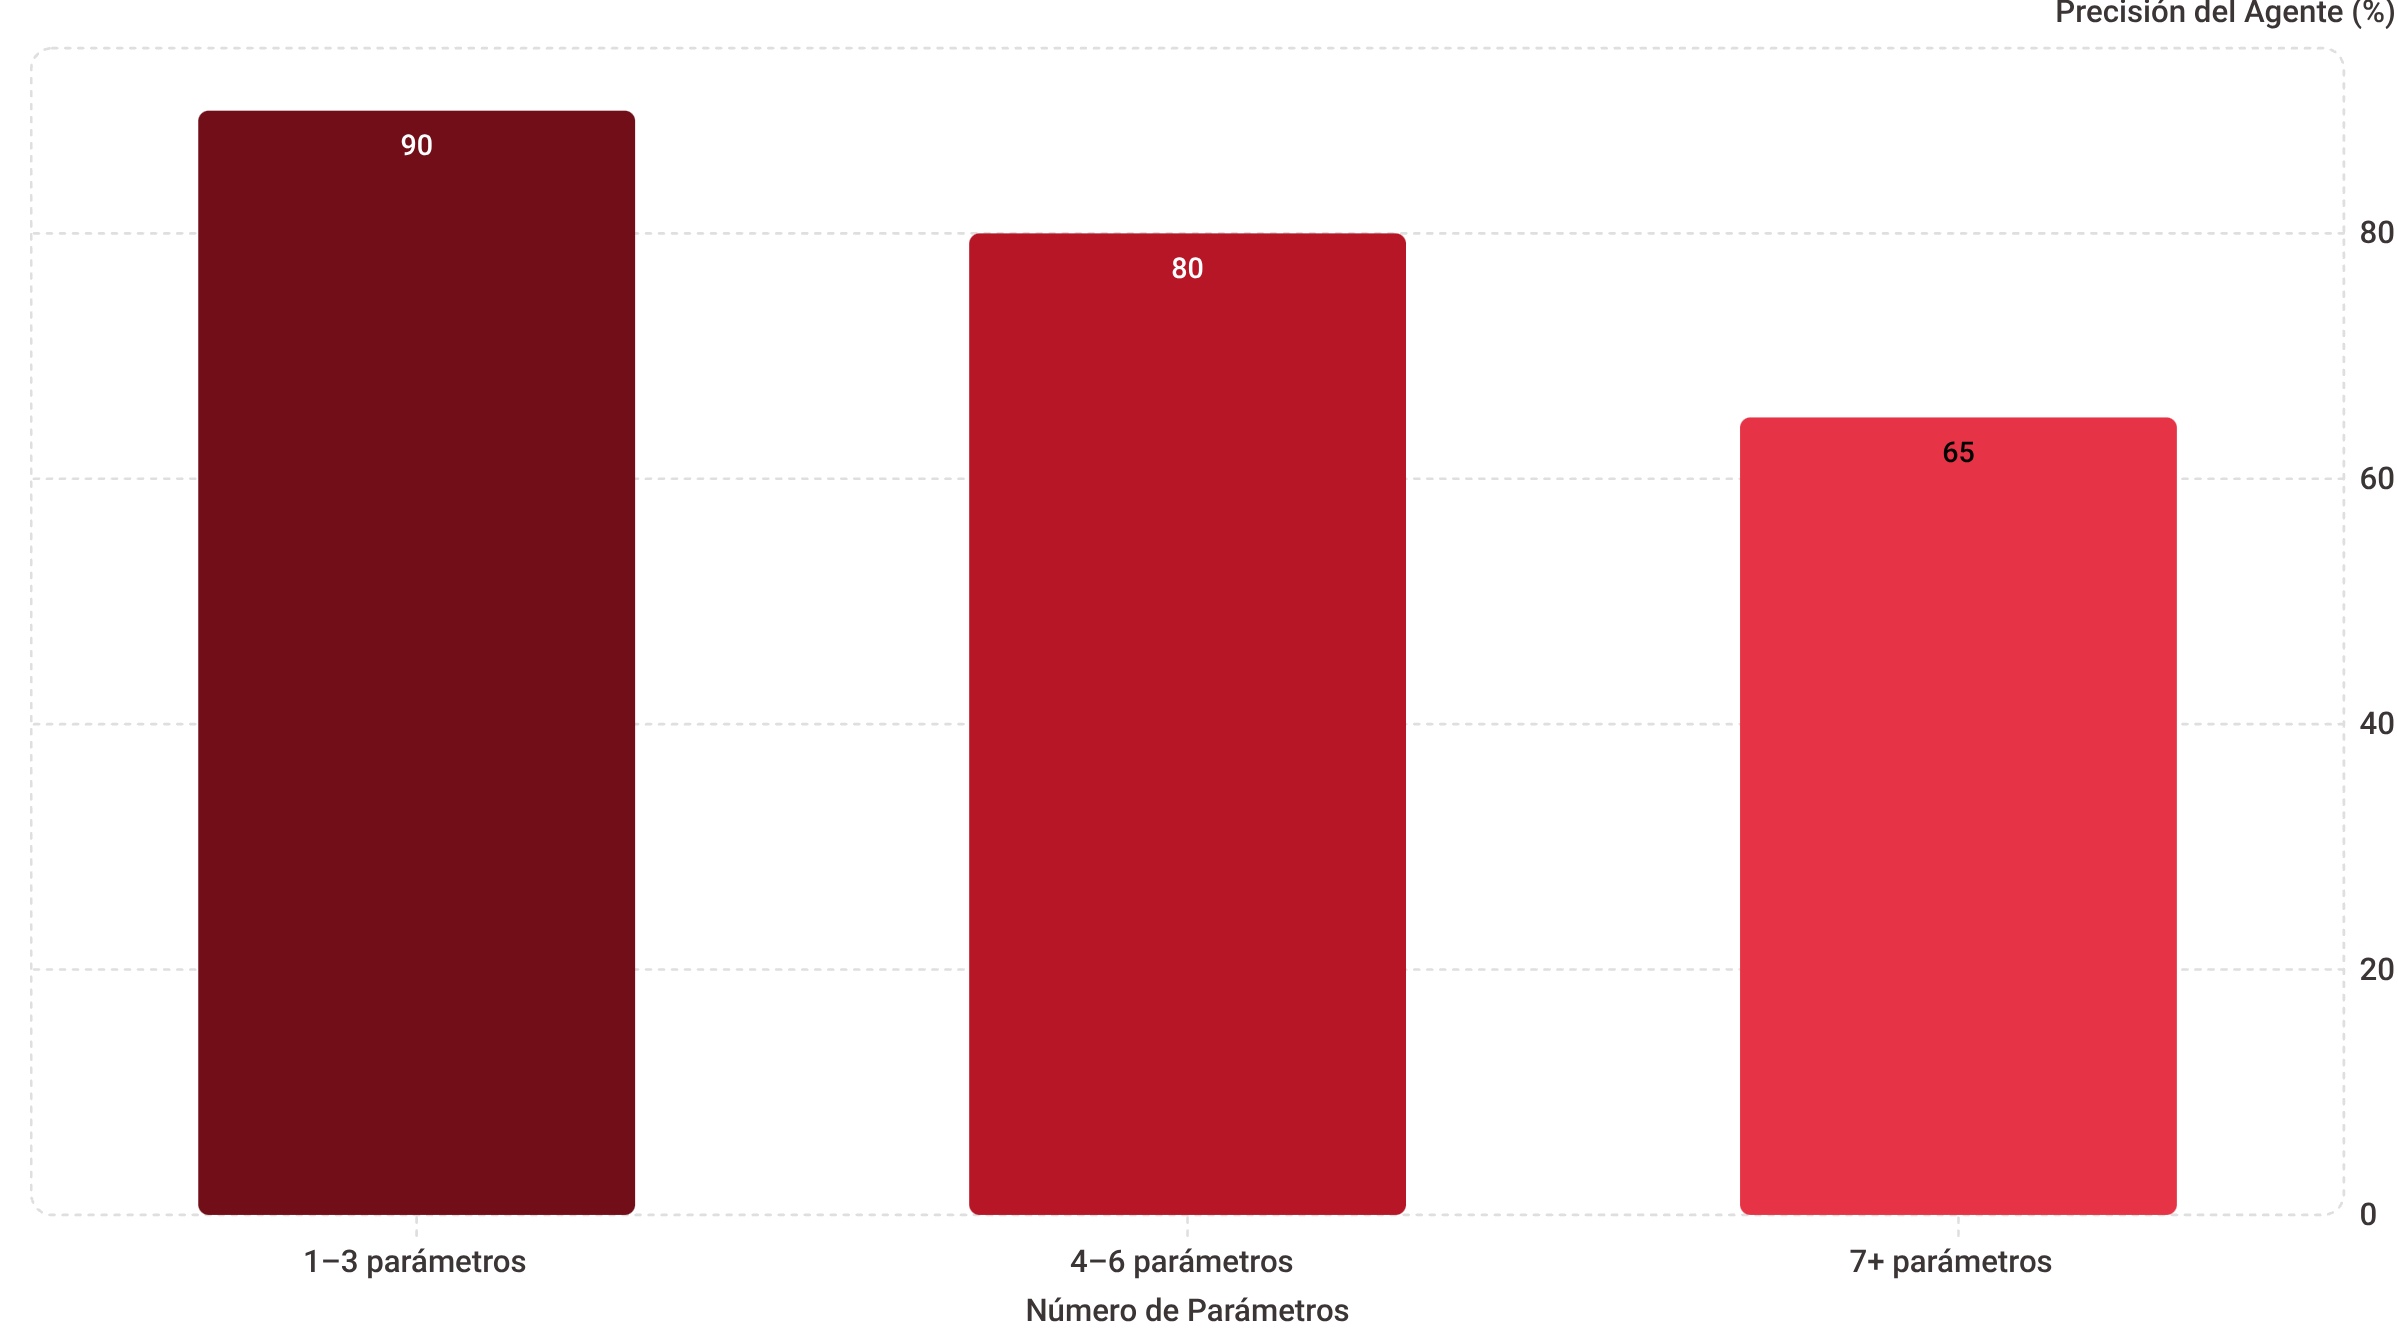 Precisión del Agente (%)
90
80
65
80
60
40
20
0
1–3 parámetros
4–6 parámetros
7+ parámetros
Número de Parámetros